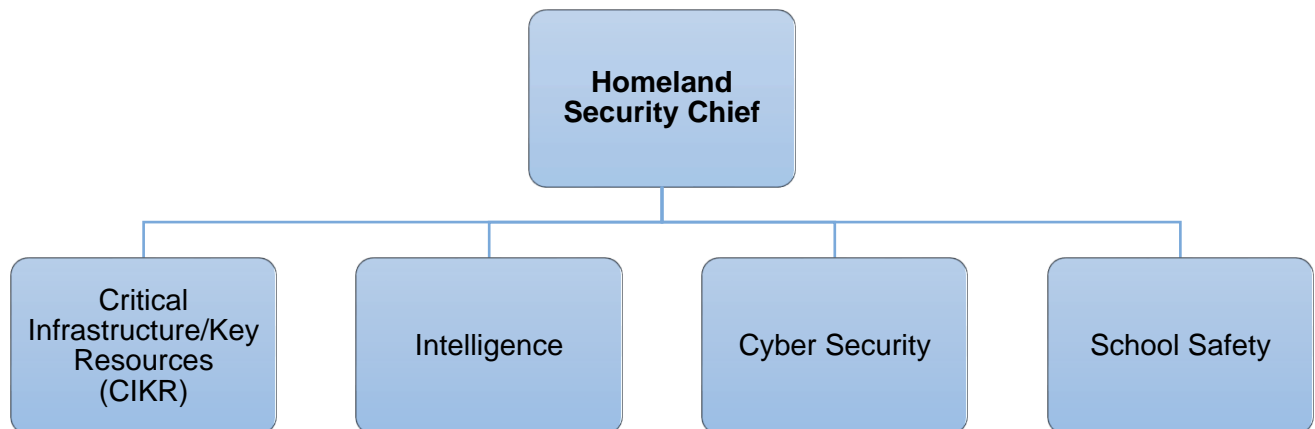 Homeland
Security Chief
Critical
Infrastructure/Key
Resources
(CIKR)
Intelligence
Cyber Security
School Safety